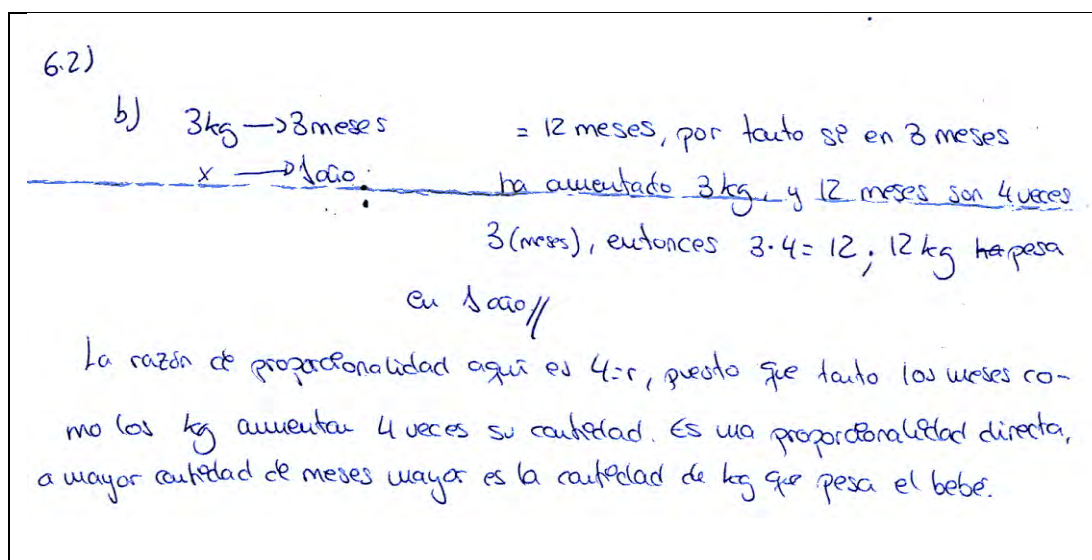 6.2)
b) 3kg → 3 meses = 12 meses, por tanto si en 3 meses
x → 1 año. ha aumentado 3 kg, y 12 meses son 4 veces
3 (meses), entonces 3·4 = 12; 12 kg ha pesa
en 1 año //
La razón de proporcionalidad aquí es 4=r, puesto que tanto los meses co-
mo los kg aumentan 4 veces su cantidad. Es una proporcionalidad directa,
a mayor cantidad de meses mayor es la cantidad de kg que pesa el bebé.